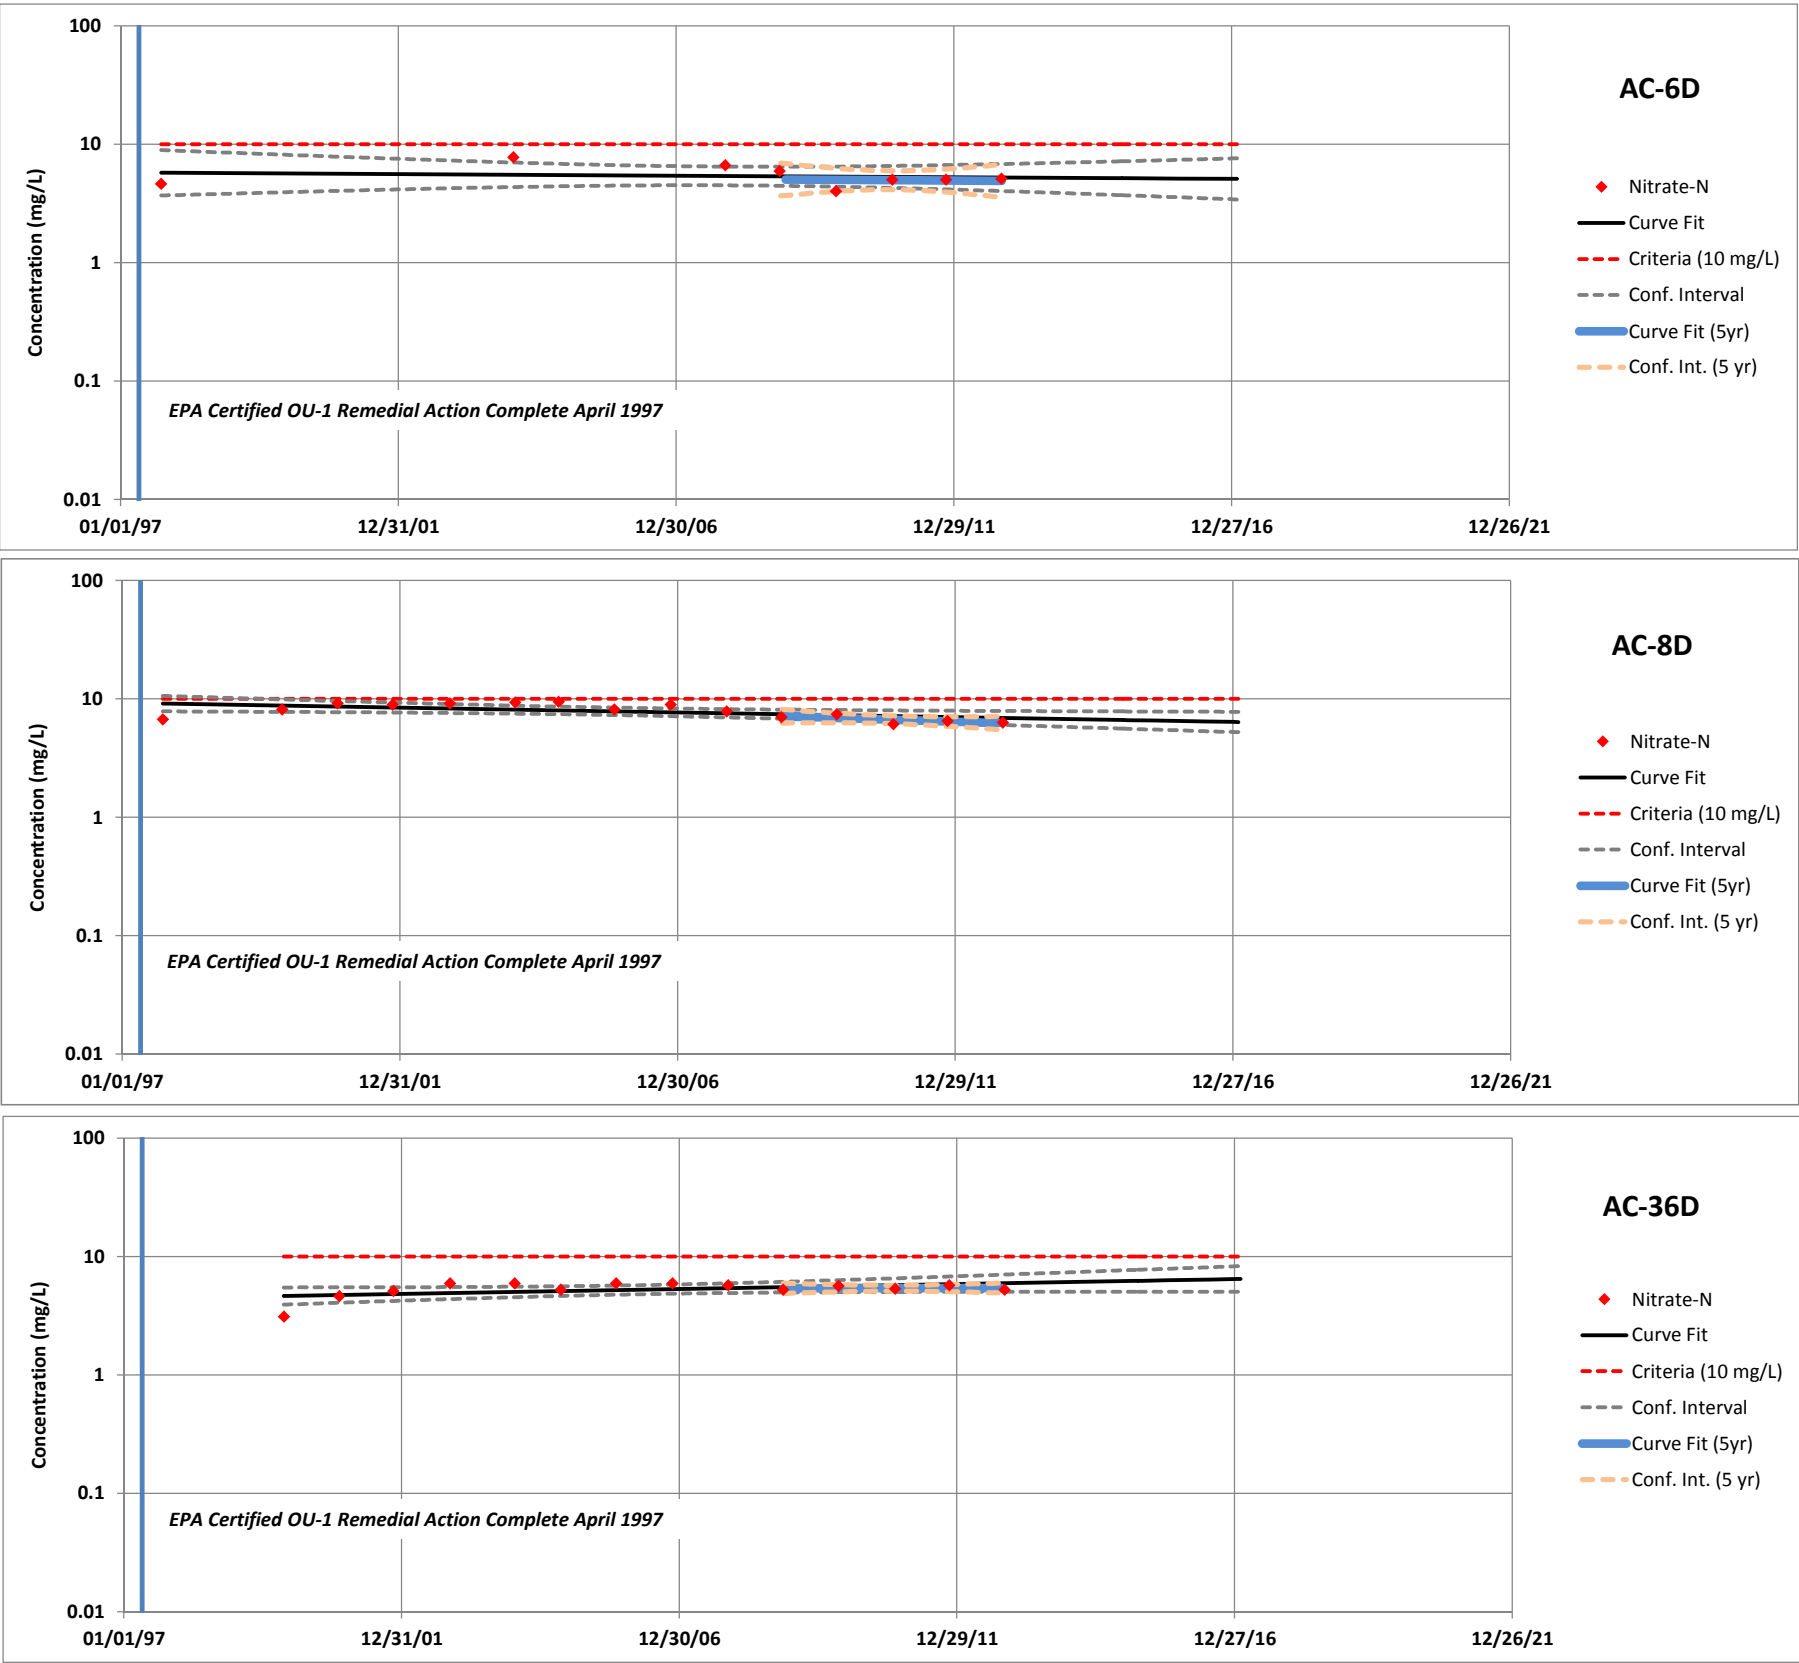 100
10
1
0.1
0.01
Concentration (mg/L)
01/01/97 12/31/01 12/30/06 12/29/11 12/27/16 12/26/21
EPA Certified OU-1 Remedial Action Complete April 1997
AC-6D
Nitrate-N
Curve Fit
Criteria (10 mg/L)
Conf. Interval
Curve Fit (5yr)
Conf. Int. (5 yr)
100
10
1
0.1
0.01
Concentration (mg/L)
01/01/97 12/31/01 12/30/06 12/29/11 12/27/16 12/26/21
EPA Certified OU-1 Remedial Action Complete April 1997
AC-8D
Nitrate-N
Curve Fit
Criteria (10 mg/L)
Conf. Interval
Curve Fit (5yr)
Conf. Int. (5 yr)
100
10
1
0.1
0.01
Concentration (mg/L)
01/01/97 12/31/01 12/30/06 12/29/11 12/27/16 12/26/21
EPA Certified OU-1 Remedial Action Complete April 1997
AC-36D
Nitrate-N
Curve Fit
Criteria (10 mg/L)
Conf. Interval
Curve Fit (5yr)
Conf. Int. (5 yr)